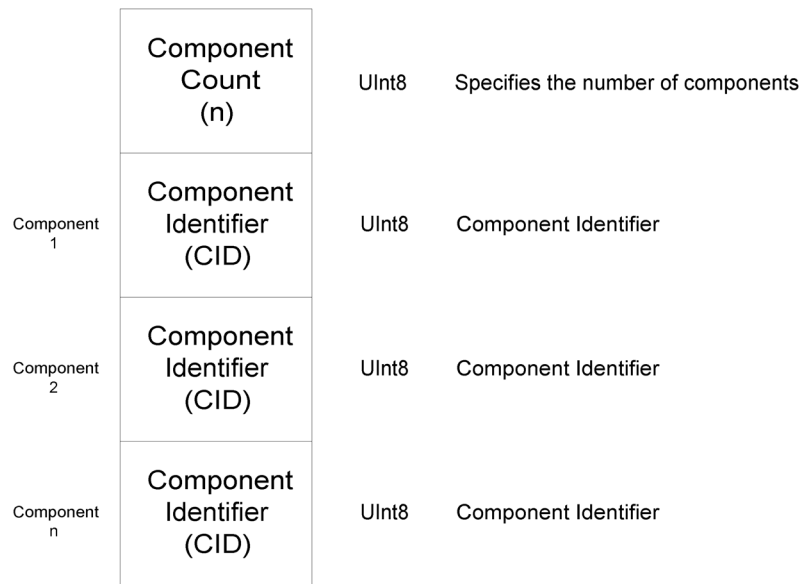 Component
Count
(n)
UInt8
Specifies the number of components
Component
1
Component
Identifier
(CID)
UInt8
Component Identifier
Component
2
Component
Identifier
(CID)
UInt8
Component Identifier
Component
n
Component
Identifier
(CID)
UInt8
Component Identifier